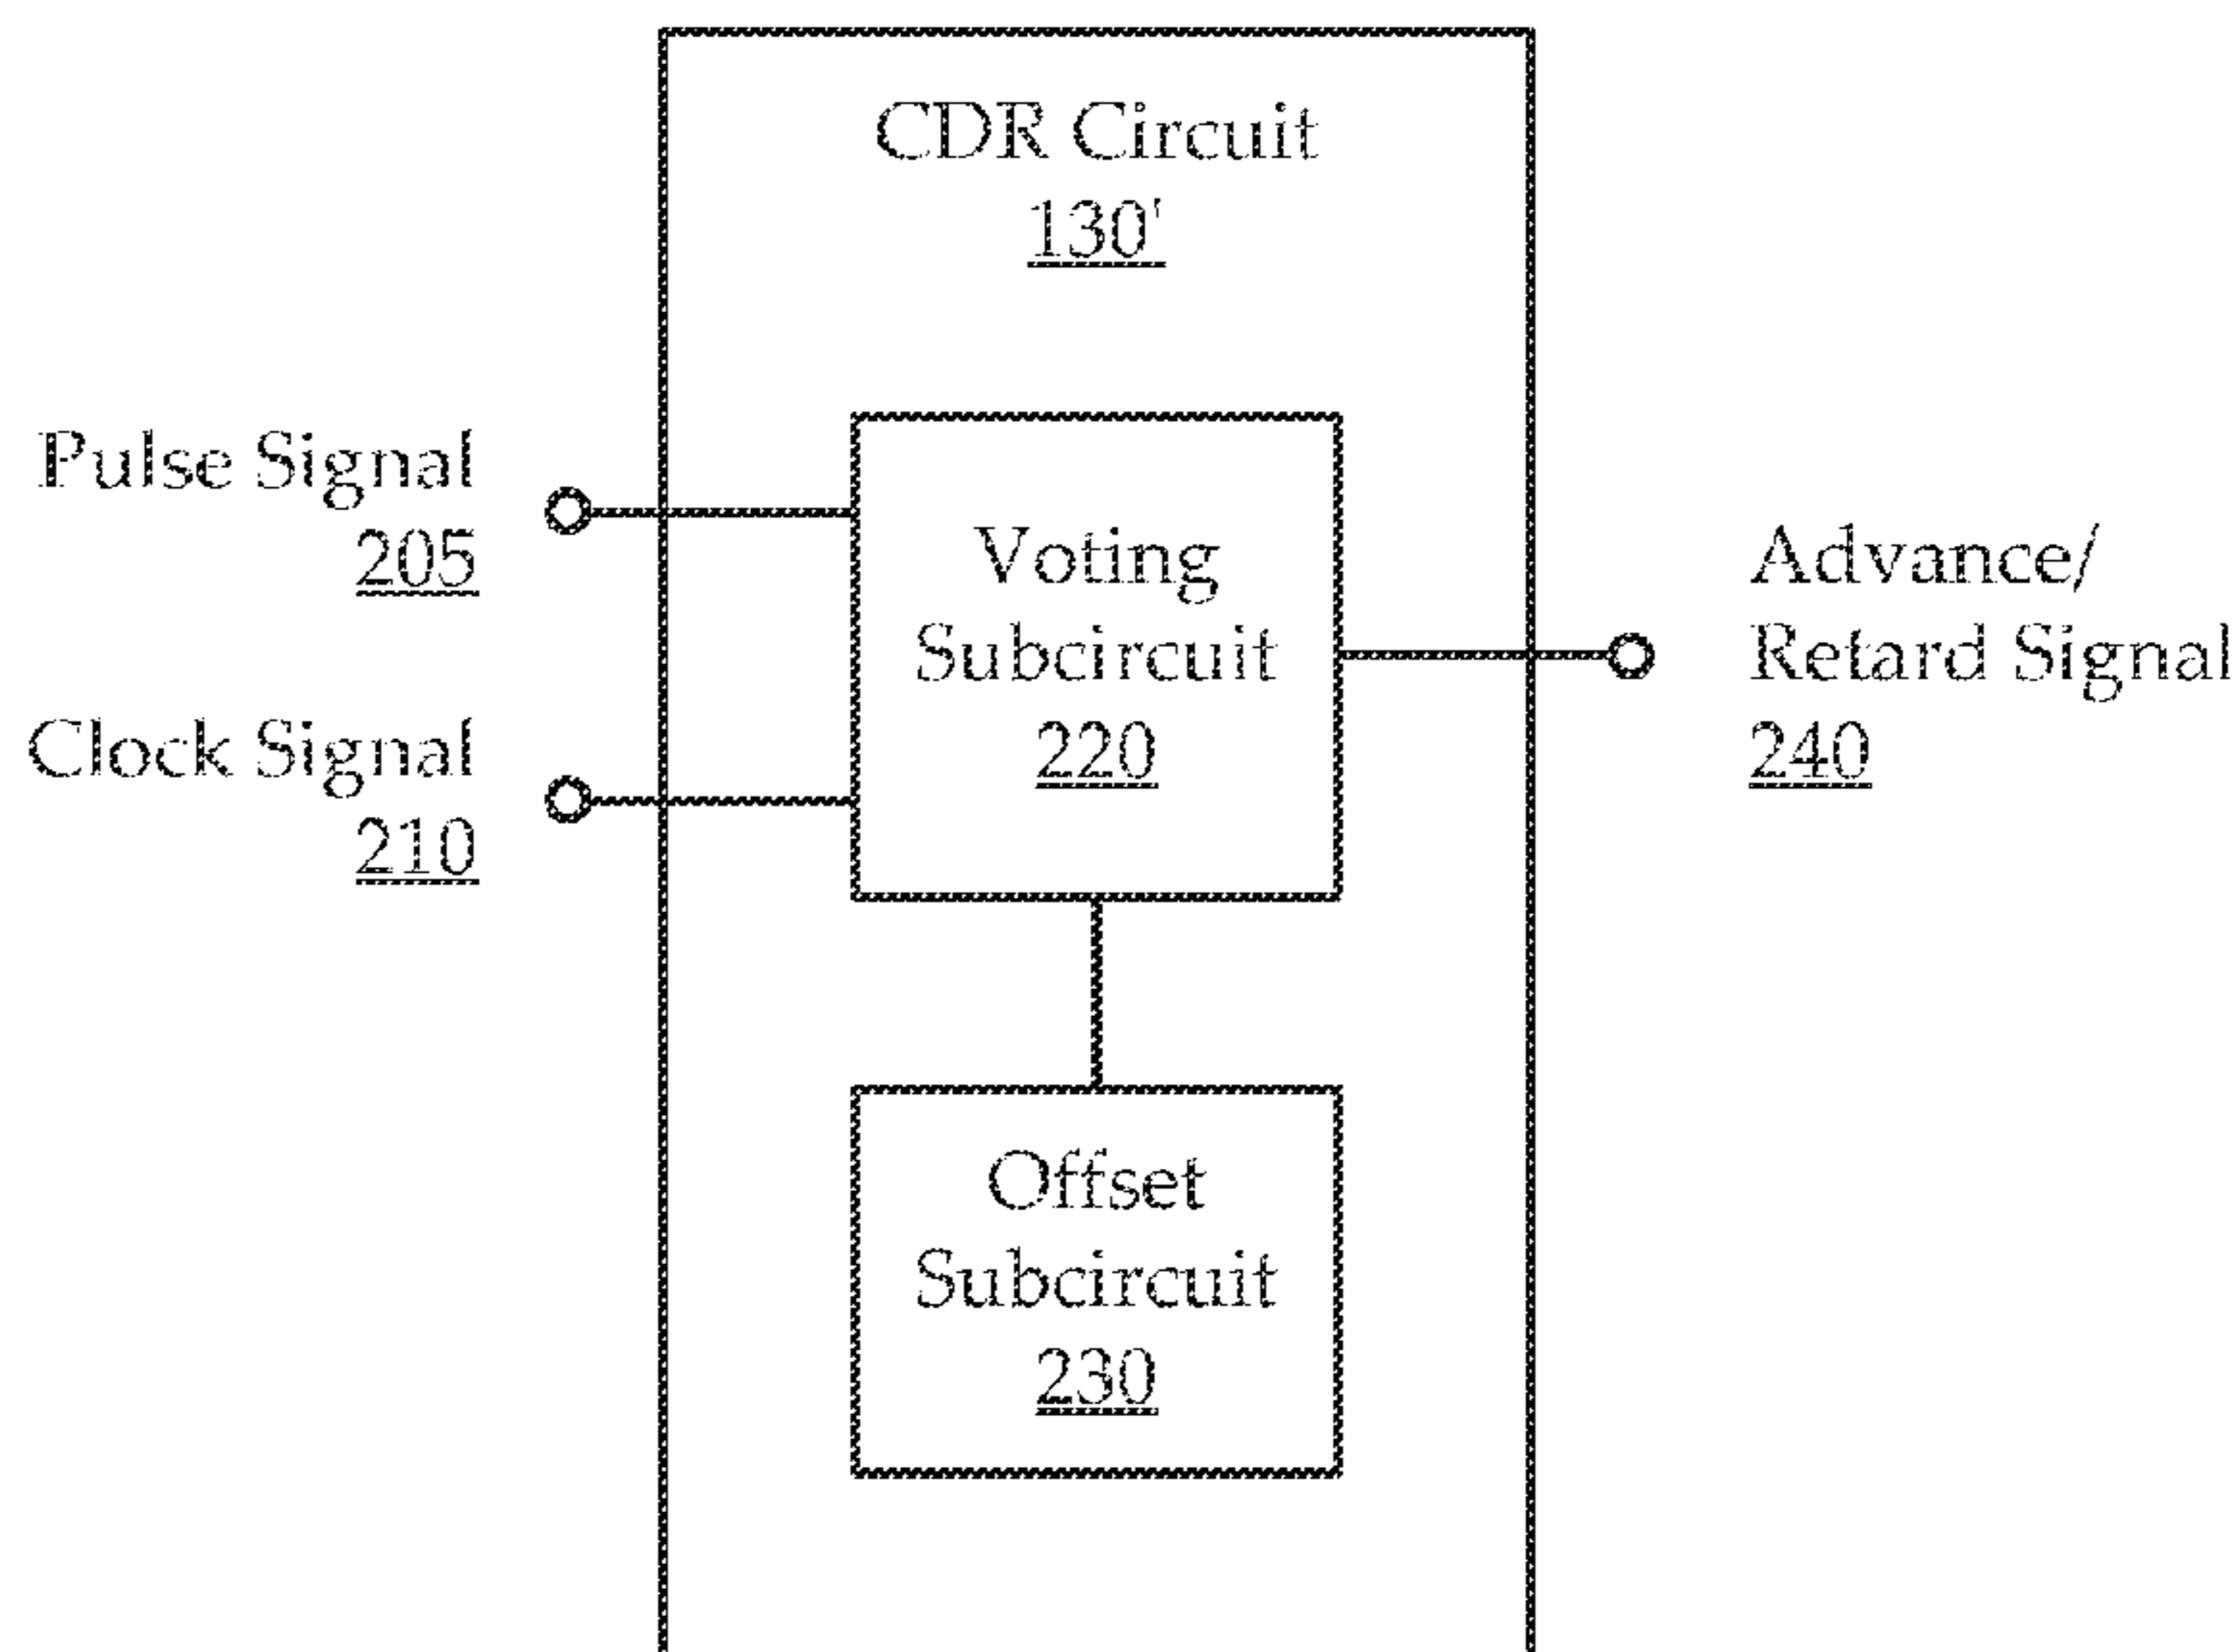 CDR Circuit
130'
Pulse Signal
205
Clock Signal
210
Voting
Subcircuit
220
Advance/
Retard Signal
240
Offset
Subcircuit
230